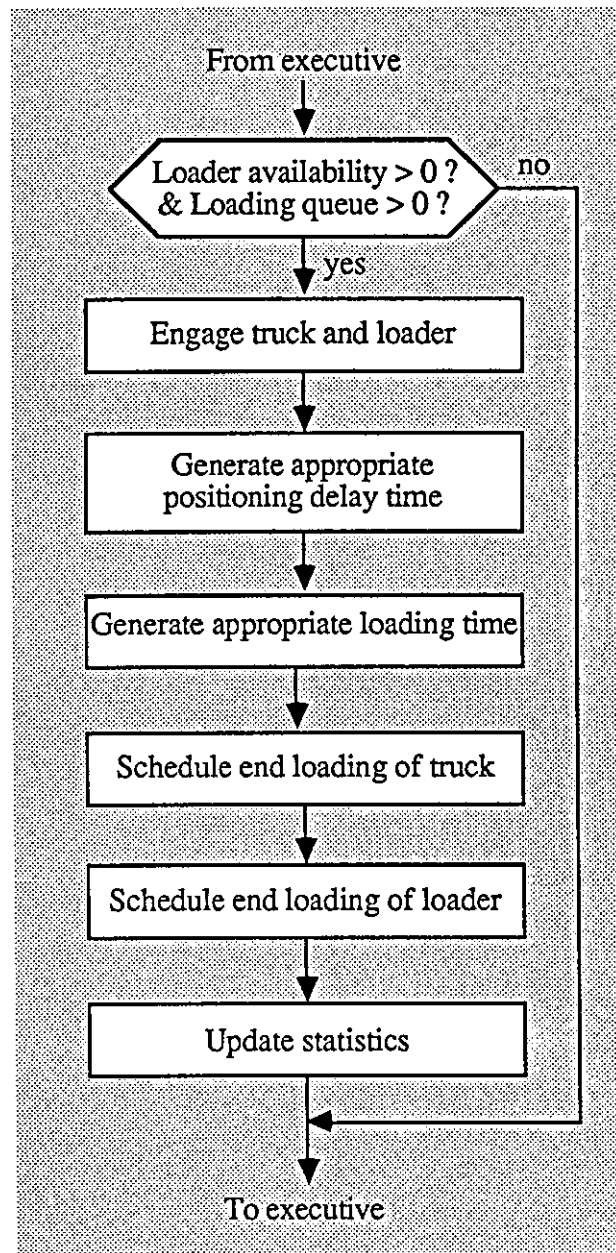 From executive
Loader availability > 0 ?
& Loading queue > 0 ?
no
yes
Engage truck and loader
Generate appropriate
positioning delay time
Generate appropriate loading time
Schedule end loading of truck
Schedule end loading of loader
Update statistics
To executive